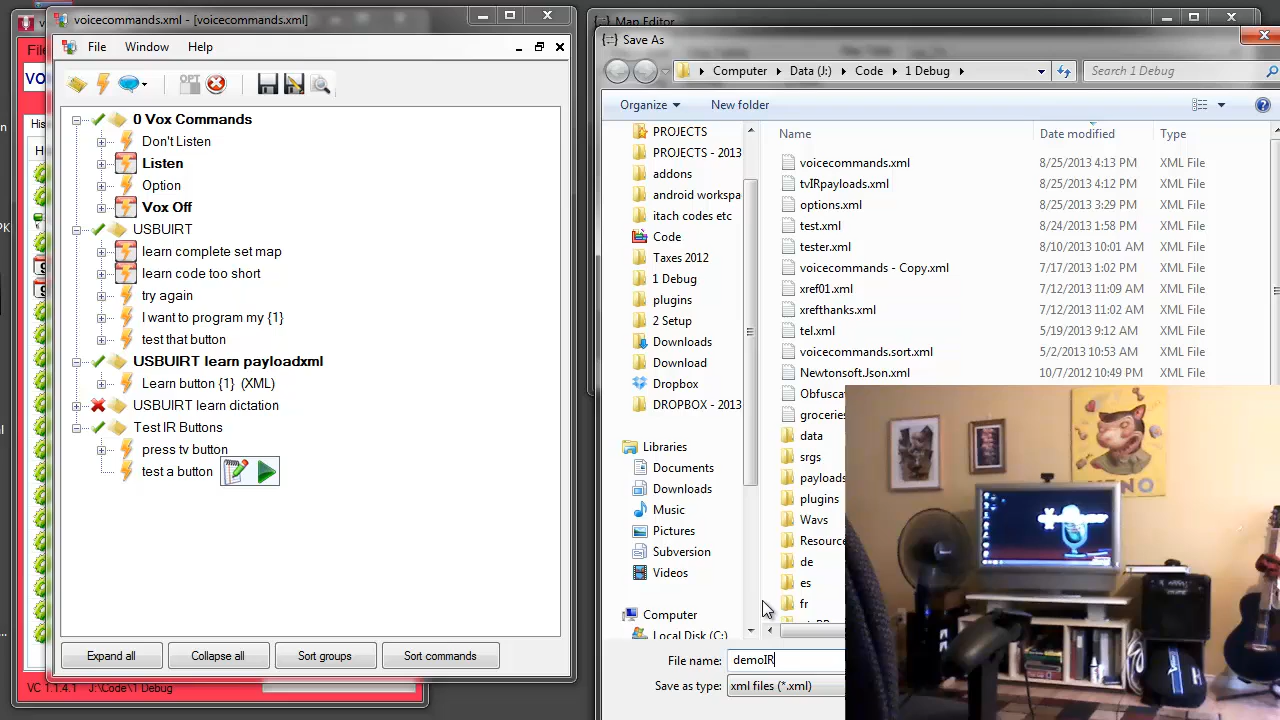 voicecommands.xml - [voicecommands.xml]
File Window Help
0 Vox Commands
Don't Listen
Listen
Option
Vox Off
USBUIRT
learn complete set map
learn code too short
try again
I want to program my {1}
test that button
USBUIRT learn payloadxml
Learn button {1} (XML)
USBUIRT learn dictation
Test IR Buttons
press tv button
test a button
OPT
Expand all Collapse all Sort groups Sort commands
VC 1.1.4.1 J:\Code\1 Debug
Map Editor
Save As
Computer Data (J:) Code 1 Debug
Search 1 Debug
Organize New folder
PROJECTS
PROJECTS - 2013
addons
android workspa
itach codes etc
Code
Taxes 2012
1 Debug
plugins
2 Setup
Downloads
Download
Dropbox
DROPBOX - 2013
Libraries
Documents
Downloads
Music
Pictures
Subversion
Videos
Computer
Local Disk (C:)
Name Date modified Type
voicecommands.xml 8/25/2013 4:13 PM XML File
tvIRpayloads.xml 8/25/2013 4:12 PM XML File
options.xml 8/25/2013 3:29 PM XML File
test.xml 8/24/2013 1:58 PM XML File
tester.xml 8/10/2013 10:01 AM XML File
voicecommands - Copy.xml 7/17/2013 1:02 PM XML File
xref01.xml 7/12/2013 11:09 AM XML File
xrefthanks.xml 7/12/2013 11:02 AM XML File
tel.xml 5/19/2013 9:12 AM XML File
voicecommands.sort.xml 5/2/2013 10:53 AM XML File
NewtonsoftJson.xml 10/7/2012 10:49 PM XML File
Obfusca
groceries
data
srgs
payloads
plugins
Wavs
Resource
de
es
fr
File name: demoIR
Save as type: xml files (*.xml)